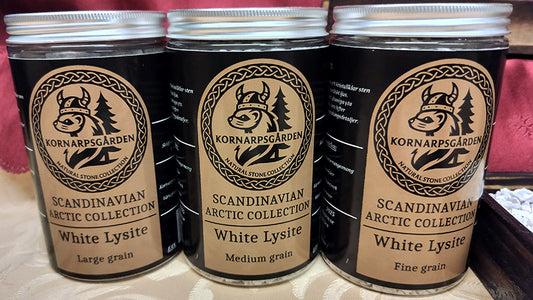 KORNARPSGÅRDEN
NATURAL STONE COLLECTION
SCANDINAVIAN
ARCTIC COLLECTION
White Lysite
Large grain
KORNARPSGÅRDEN
NATURAL STONE COLLECTION
SCANDINAVIAN
ARCTIC COLLECTION
White Lysite
Medium grain
KORNARPSGÅRDEN
NATURAL STONE COLLECTION
SCANDINAVIAN
ARCTIC COLLECTION
White Lysite
Fine grain